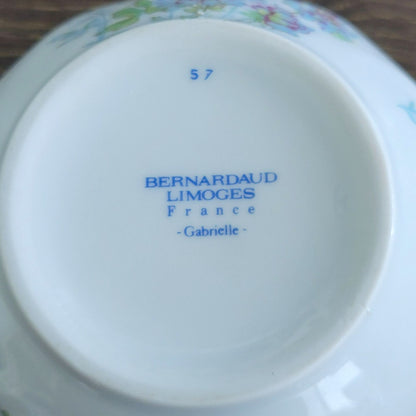 57
BERNARDAUD
LIMOGES
France
- Gabrielle -